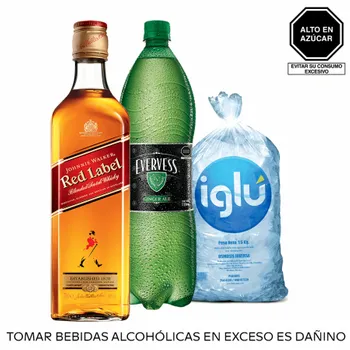 ALTO EN
AZÚCAR
EVITAR SU CONSUMO
EXCESIVO
JOHNNIE WALKER
Red Label
Blended Scotch Whisky
EVERVESS
GINGER ALE
iglú
TOMAR BEBIDAS ALCOHÓLICAS EN EXCESO ES DAÑINO